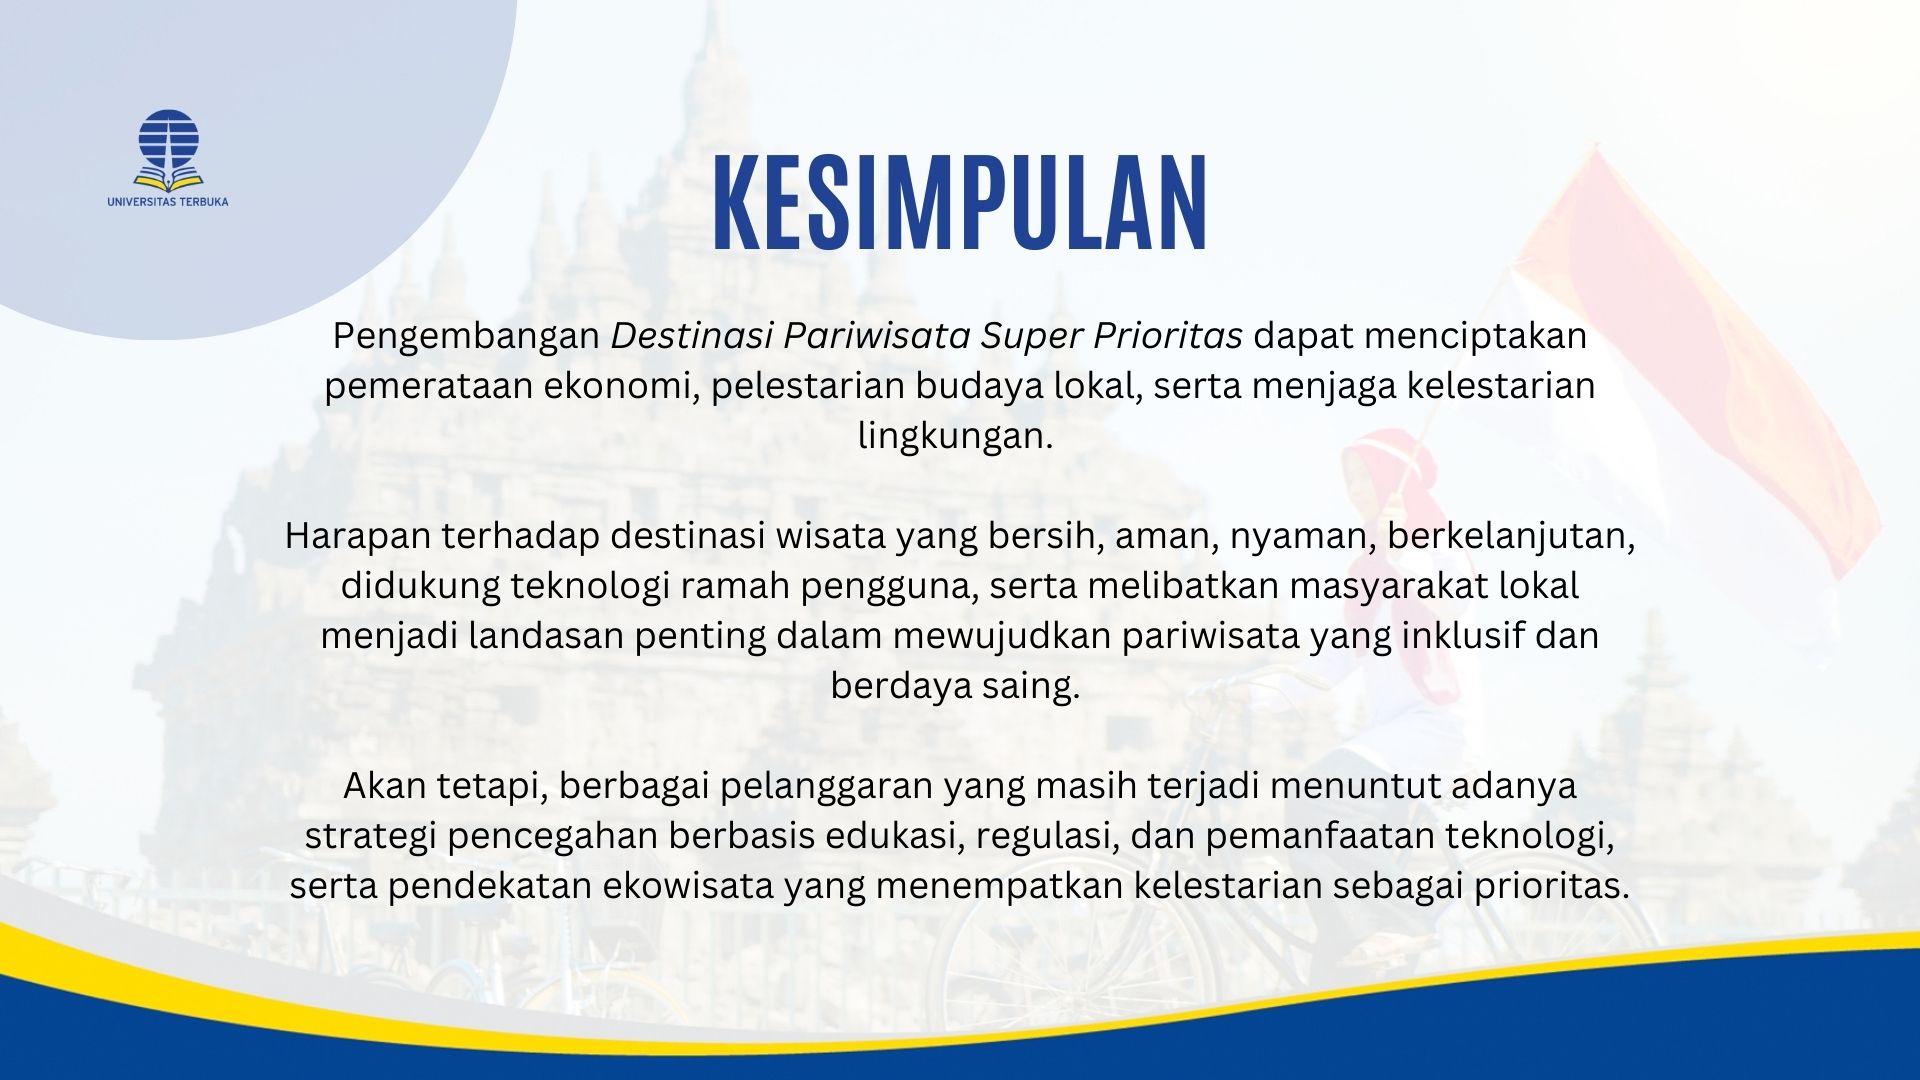 UNIVERSITAS TERBUKA
KESIMPULAN
Pengembangan Destinasi Pariwisata Super Prioritas dapat menciptakan
pemerataan ekonomi, pelestarian budaya lokal, serta menjaga kelestarian
lingkungan.
Harapan terhadap destinasi wisata yang bersih, aman, nyaman, berkelanjutan,
didukung teknologi ramah pengguna, serta melibatkan masyarakat lokal
menjadi landasan penting dalam mewujudkan pariwisata yang inklusif dan
berdaya saing.
Akan tetapi, berbagai pelanggaran yang masih terjadi menuntut adanya
strategi pencegahan berbasis edukasi, regulasi, dan pemanfaatan teknologi,
serta pendekatan ekowisata yang menempatkan kelestarian sebagai prioritas.